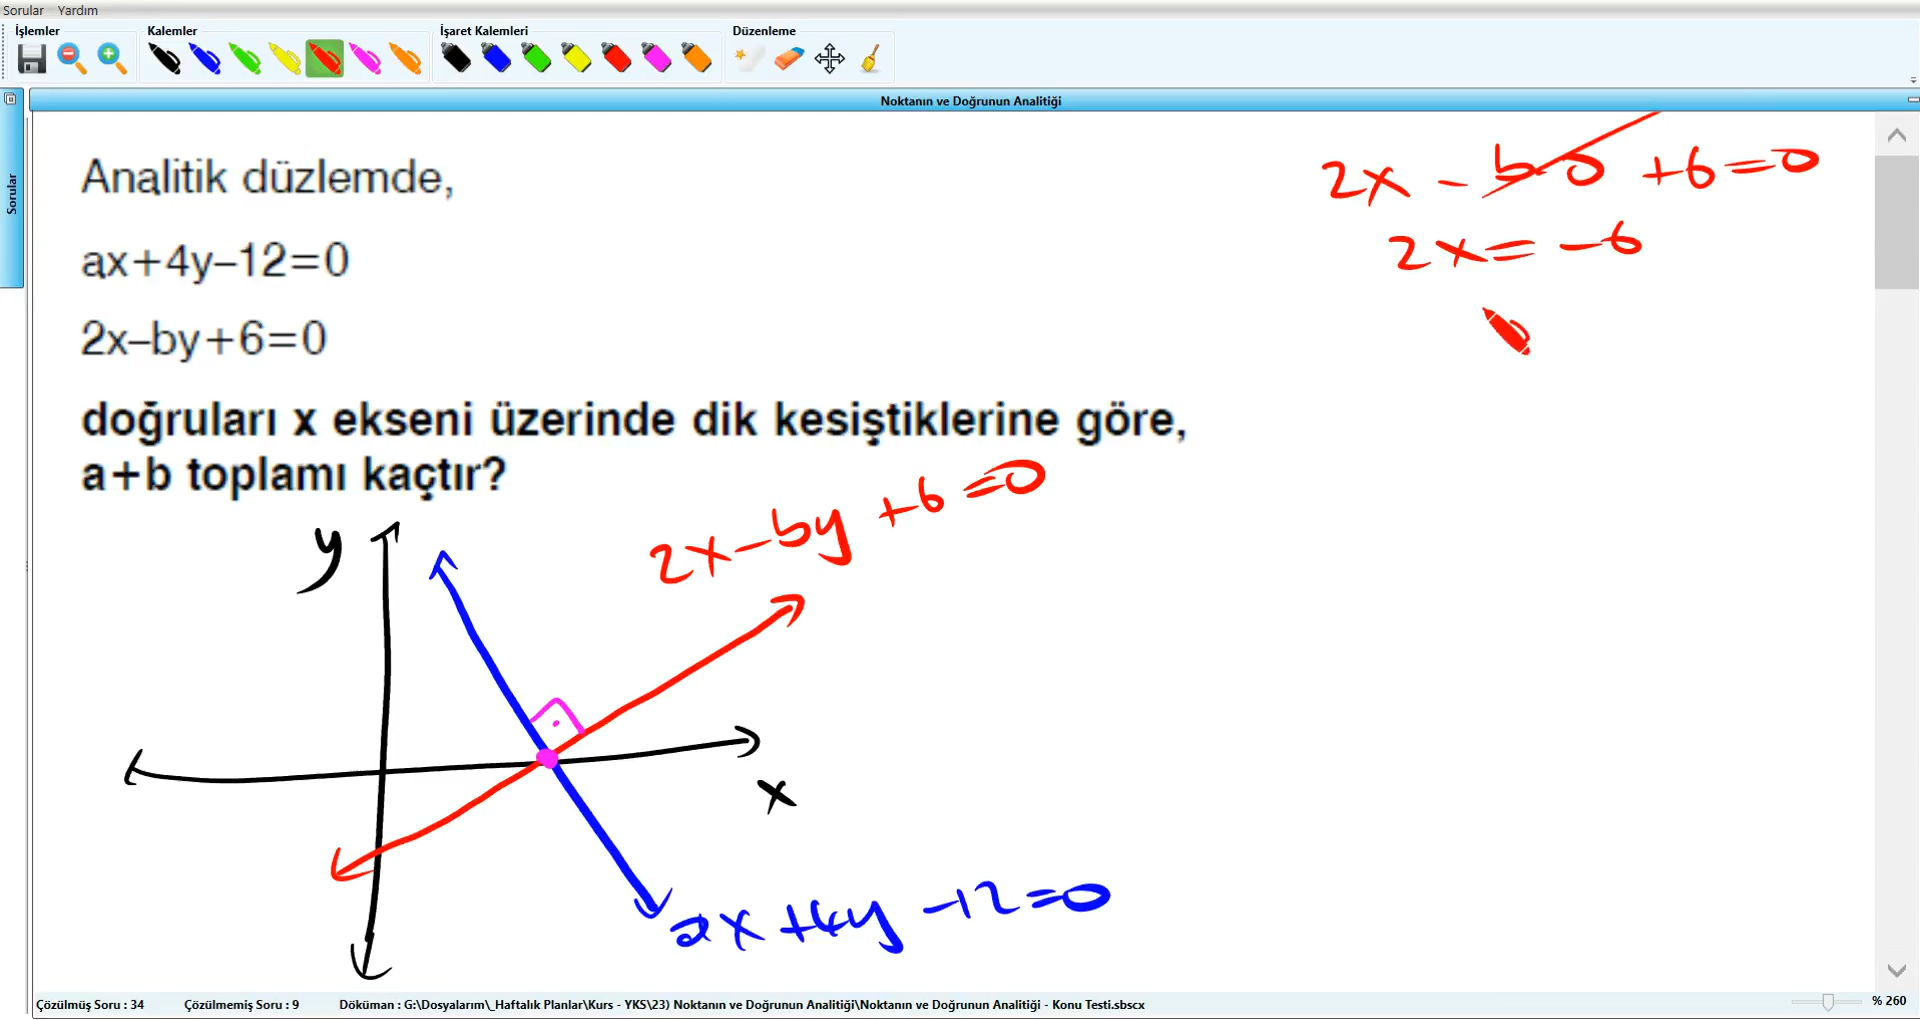 Sorular Yardım
İşlemler Kalemler İşaret Kalemleri Düzenleme
Noktanın ve Doğrunun Analitiği
Sorular
Analitik düzlemde,
ax+4y–12=0
2x–by+6=0
doğruları x ekseni üzerinde dik kesiştiklerine göre,
a+b toplamı kaçtır?
2x - b.0 +6=0
2x = -6
2x-by+6=0
y
x
ax+4y-12=0
Çözülmüş Soru : 34 Çözülmemiş Soru : 9 Döküman : G:\Dosyalarım\_Haftalık Planlar\Kurs - YKS\23) Noktanın ve Doğrunun Analitiği\Noktanın ve Doğrunun Analitiği - Konu Testi.sbscx % 260